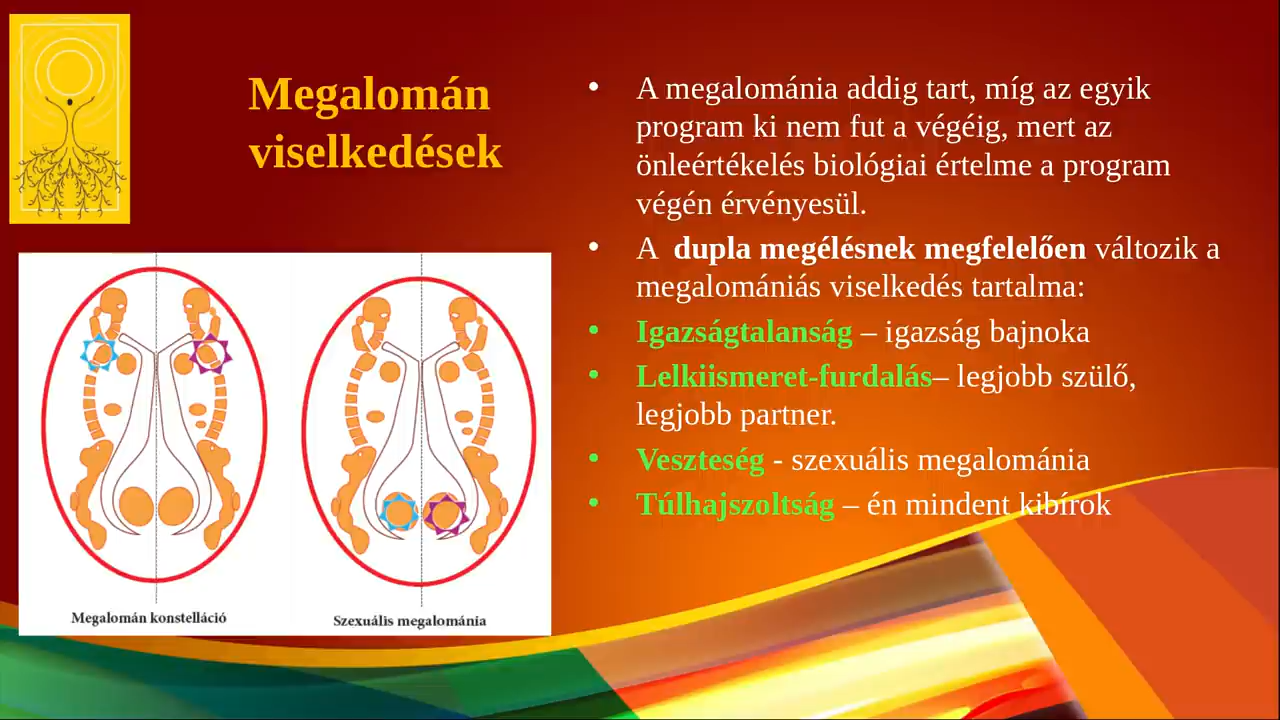 Megalomán
viselkedések
• A megalománia addig tart, míg az egyik
program ki nem fut a végéig, mert az
önleértékelés biológiai értelme a program
végén érvényesül.
• A dupla megélésnek megfelelően változik a
megalomániás viselkedés tartalma:
• Igazságtalanság – igazság bajnoka
• Lelkiismeret-furdalás– legjobb szülő,
legjobb partner.
• Veszteség - szexuális megalománia
• Túlhajszoltság – én mindent kibírok
Megalomán konstelláció
Szexuális megalománia